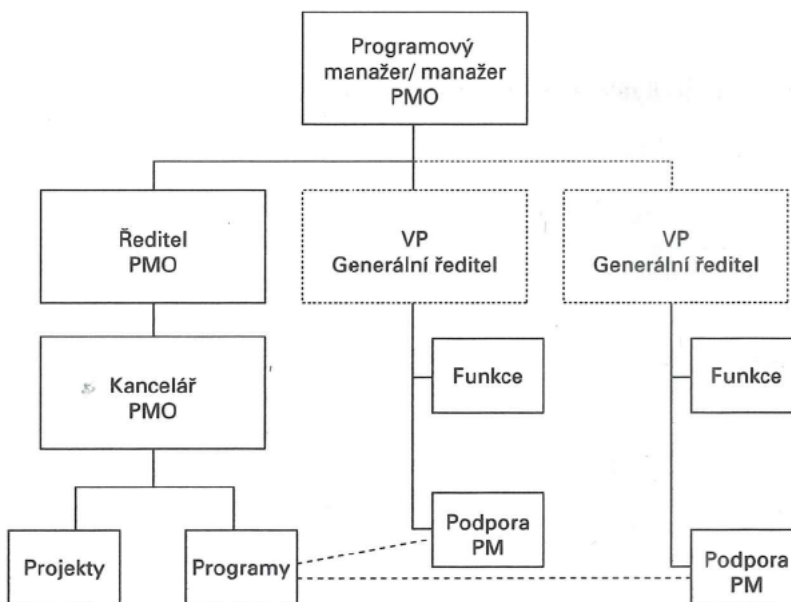 Programový
manažer/ manažer
PMO
Ředitel
PMO
VP
Generální ředitel
VP
Generální ředitel
Kancelář
PMO
Funkce
Funkce
Projekty
Programy
Podpora
PM
Podpora
PM